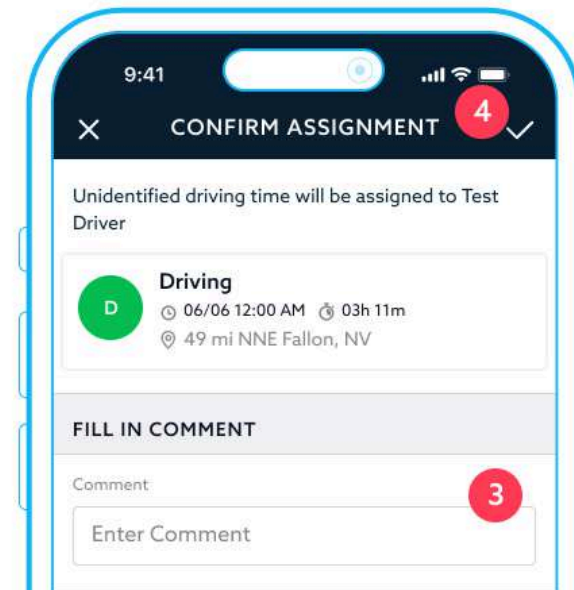 9:41
4
CONFIRM ASSIGNMENT
Unidentified driving time will be assigned to Test
Driver
D
Driving
06/06 12:00 AM 03h 11m
49 mi NNE Fallon, NV
FILL IN COMMENT
Comment
3
Enter Comment